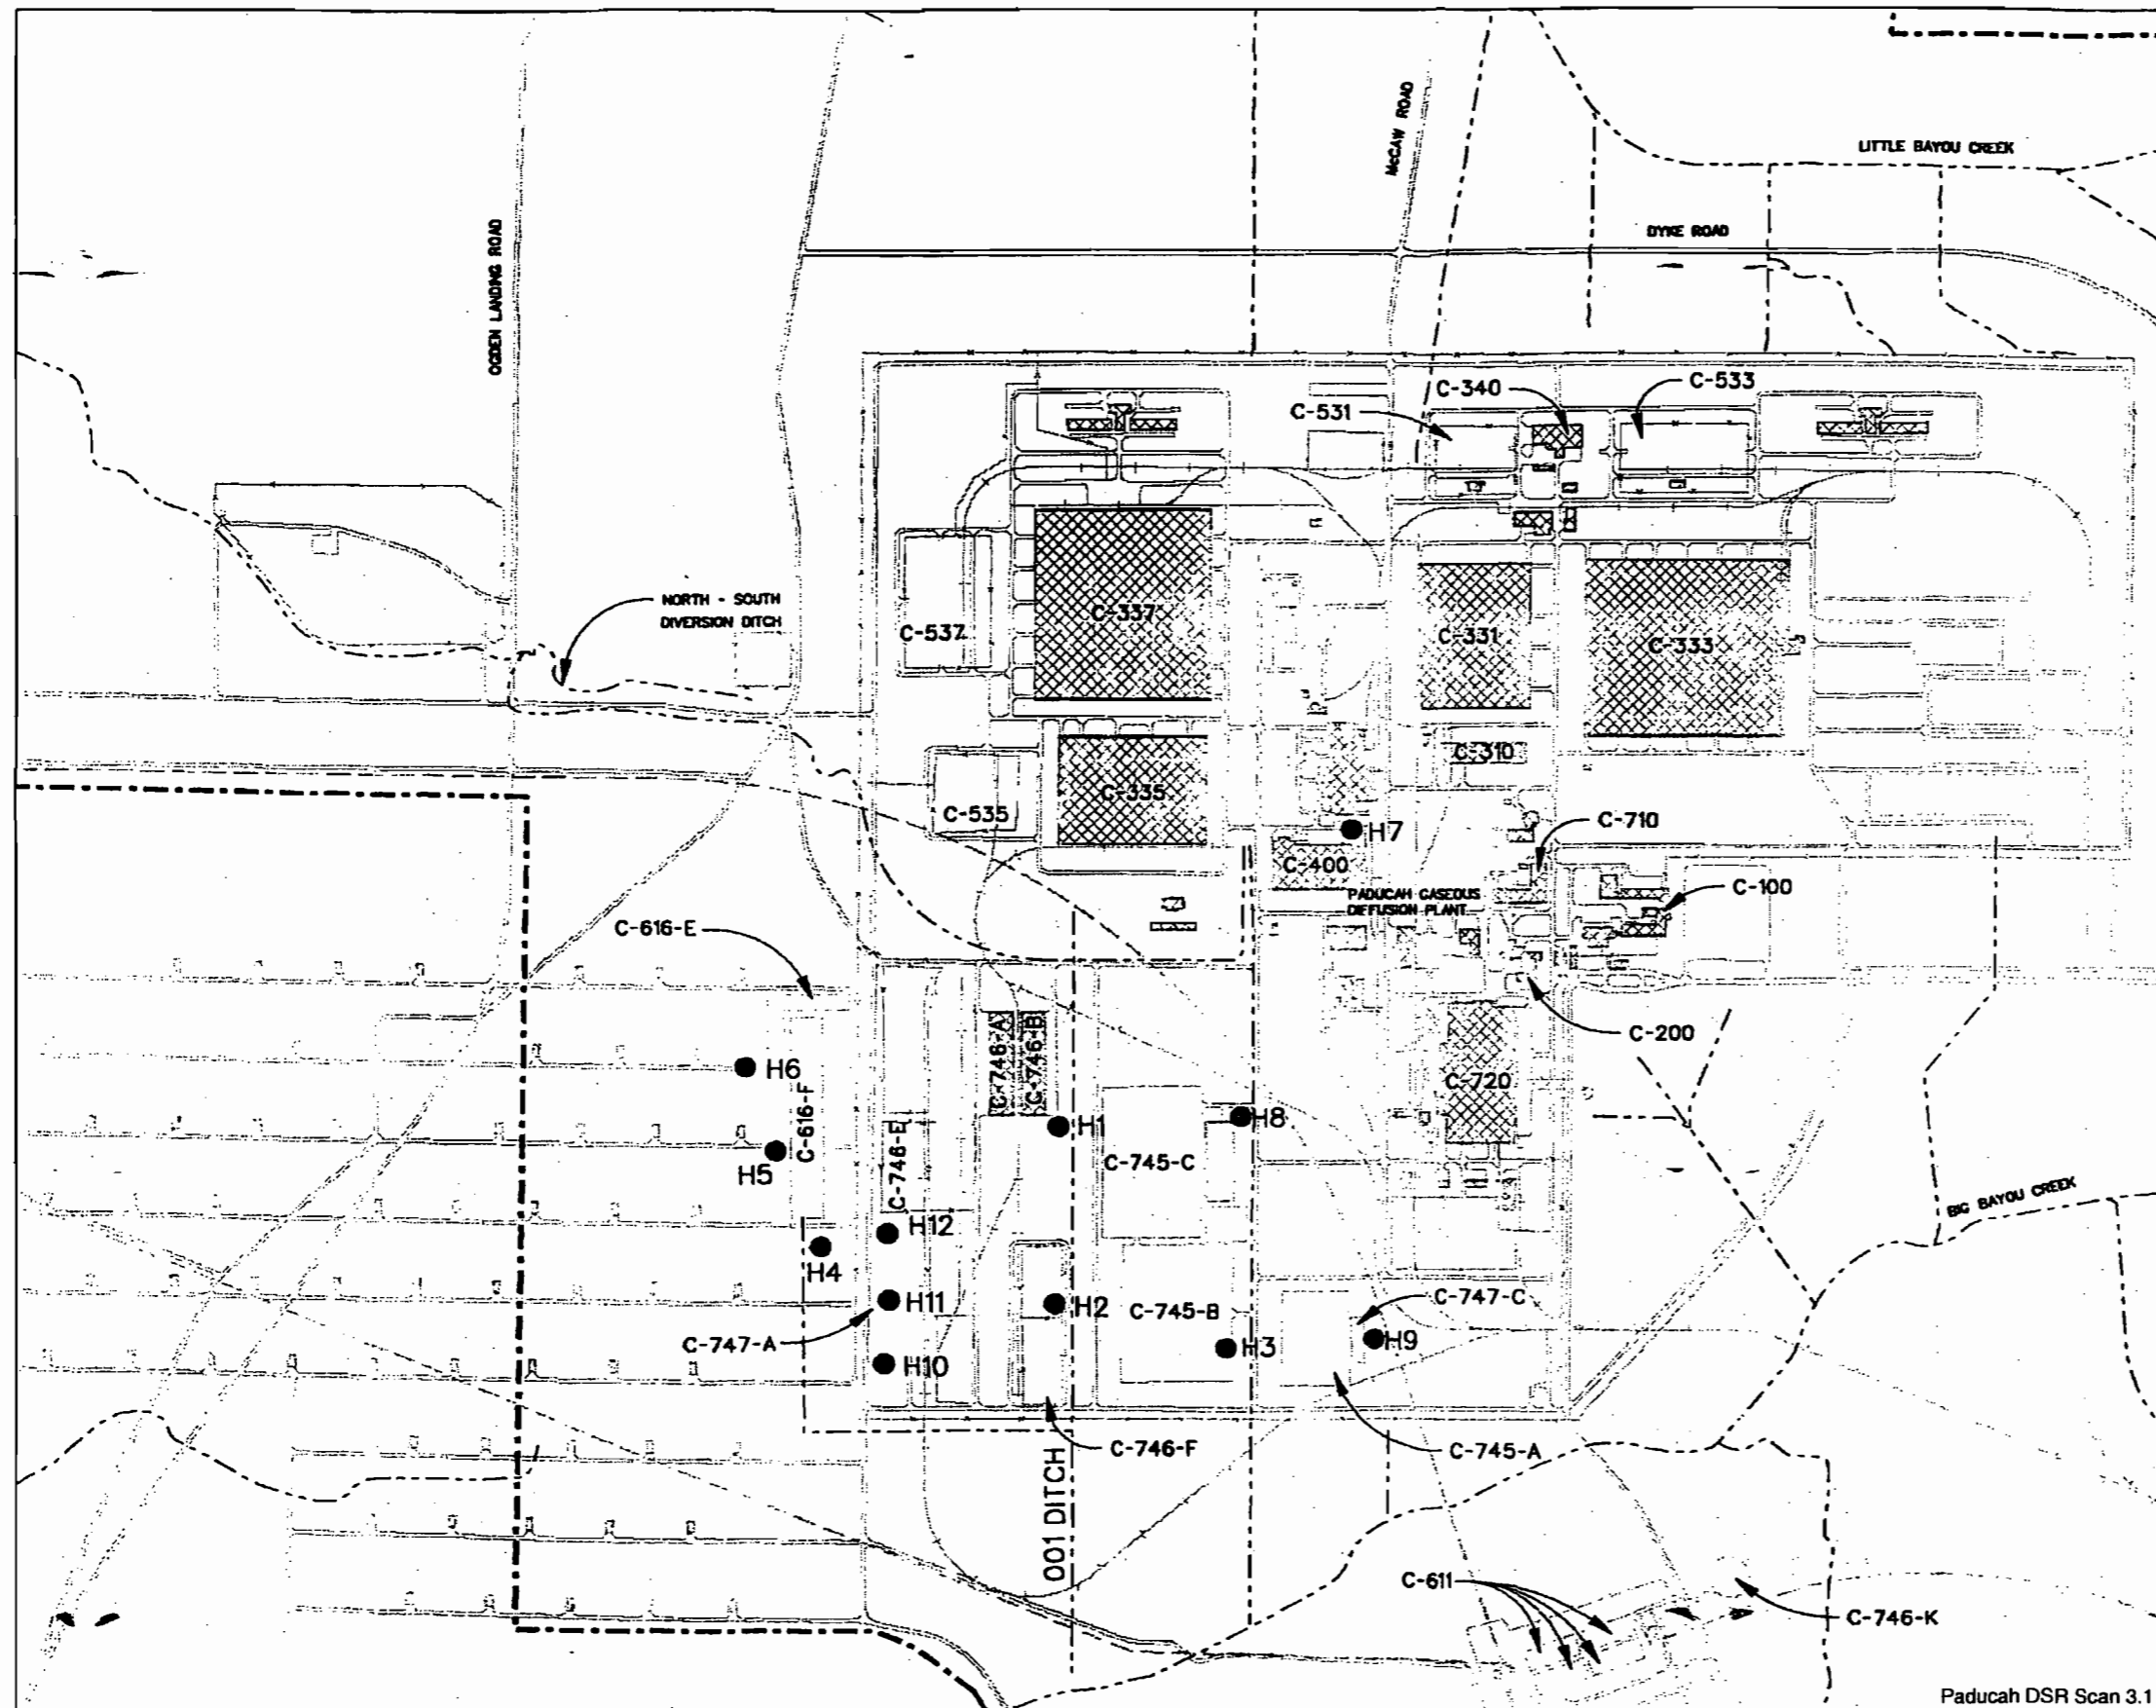 McCAW ROAD
LITTLE BAYOU CREEK
DYKE ROAD
OGDEN LANDING ROAD
C-340
C-533
C-531
NORTH - SOUTH
DIVERSION DITCH
C-537
C-337
C-331
C-333
C-310
C-535
C-335
H7
C-710
C-400
PADUCAH GASEOUS
DIFFUSION PLANT
C-100
C-616-E
C-200
C-746-A
C-746-B
H6
C-616-F
C-720
H1
H8
C-746-E
H5
C-745-C
BIG BAYOU CREEK
H12
H4
H11
H2
C-745-B
C-747-C
C-747-A
H3
H9
H10
C-746-F
C-745-A
001 DITCH
C-611
C-746-K
Paducah DSR Scan 3.1